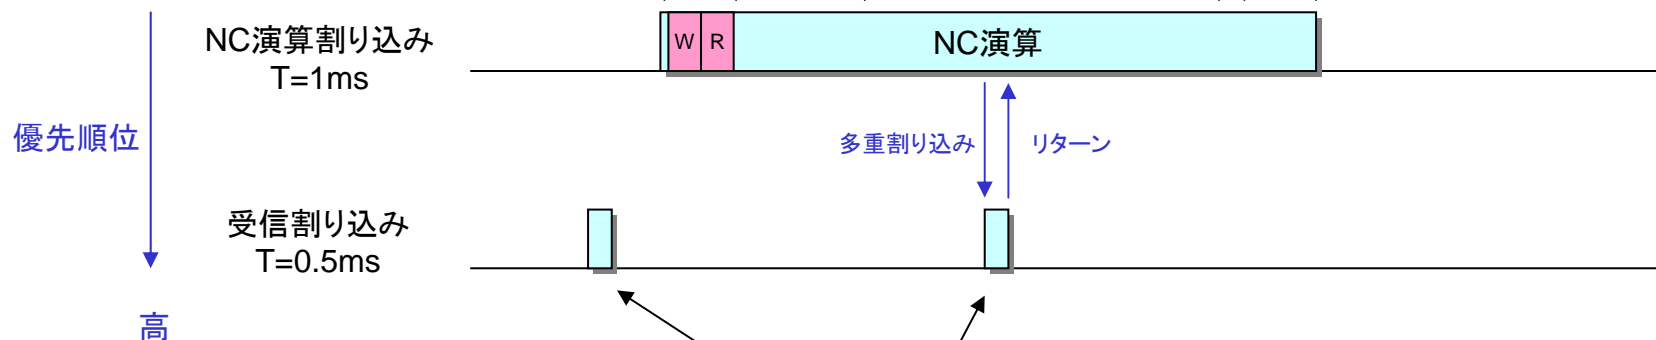 NC演算割り込み
T=1ms
W
R
NC演算
優先順位
多重割り込み
リターン
受信割り込み
T=0.5ms
高